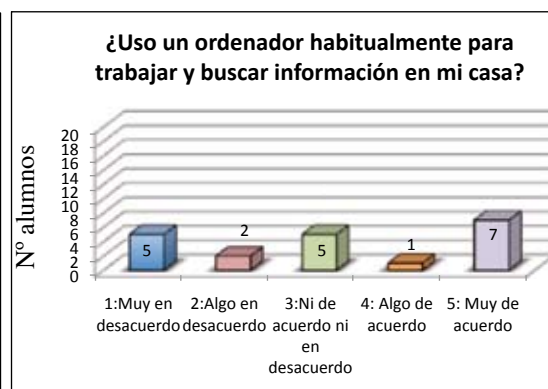 ¿Uso un ordenador habitualmente para
trabajar y buscar información en mi casa?
Nº alumnos
20
18
16
14
12
10
8
6
4
2
0
5
2
5
1
7
1:Muy en
desacuerdo
2:Algo en
desacuerdo
3:Ni de
acuerdo ni
en
desacuerdo
4: Algo de
acuerdo
5: Muy de
acuerdo